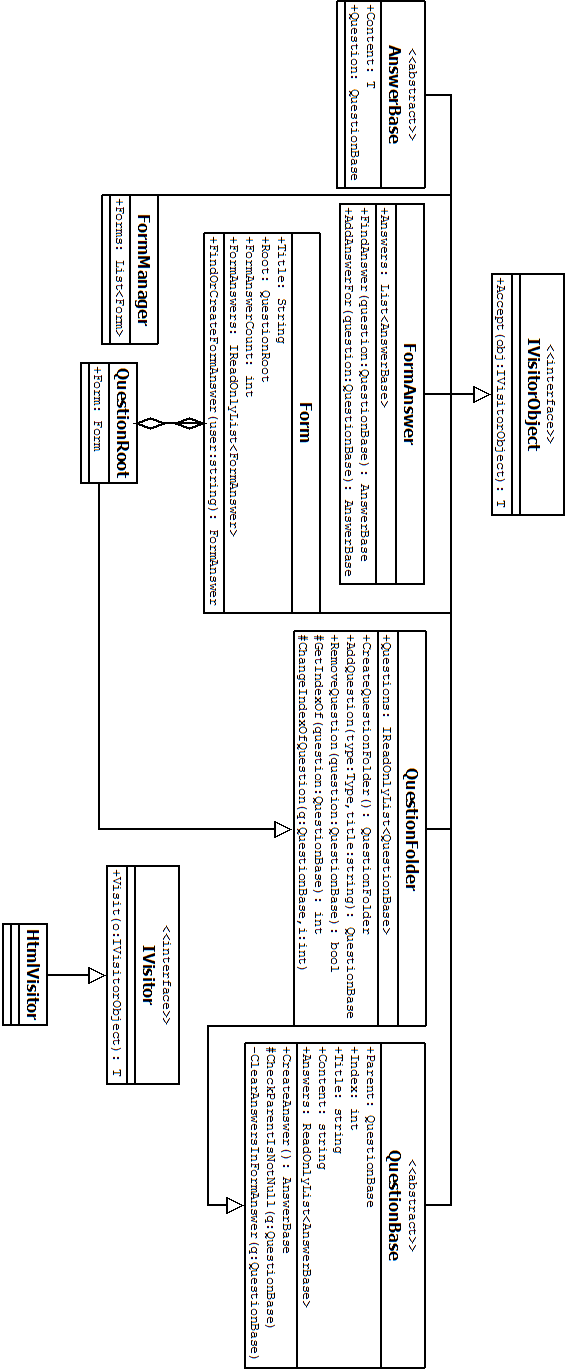 <<interface>>
IVisitorObject
+Accept(obj:IVisitorObject): T
<<abstract>>
AnswerBase
+Content: T
+Question: QuestionBase
FormAnswer
+Answers: List<AnswerBase>
+FindAnswer(question:QuestionBase): AnswerBase
+AddAnswerFor(question:QuestionBase): AnswerBase
QuestionFolder
+Questions: IReadOnlyList<QuestionBase>
+CreateQuestionFolder(): QuestionFolder
+AddQuestion(type:Type,title:string): QuestionBase
+RemoveQuestion(question:QuestionBase): bool
#GetIndexOf(question:QuestionBase): int
#ChangeIndexOfQuestion(q:QuestionBase,i:int)
<<abstract>>
QuestionBase
+Parent: QuestionBase
+Index: int
+Title: string
+Content: string
+Answers: ReadOnlyList<AnswerBase>
+CreateAnswer(): AnswerBase
#CheckParentIsNotNull(q:QuestionBase)
-ClearAnswersInFormAnswer(q:QuestionBase)
Form
+Title: String
+Root: QuestionRoot
+FormAnswerCount: int
+FormAnswers: IReadOnlyList<FormAnswer>
+FindOrCreateFormAnswer(user:string): FormAnswer
FormManager
+Forms: List<Form>
QuestionRoot
+Form: Form
<<interface>>
IVisitor
+Visit(o:IVisitorObject): T
HtmlVisitor